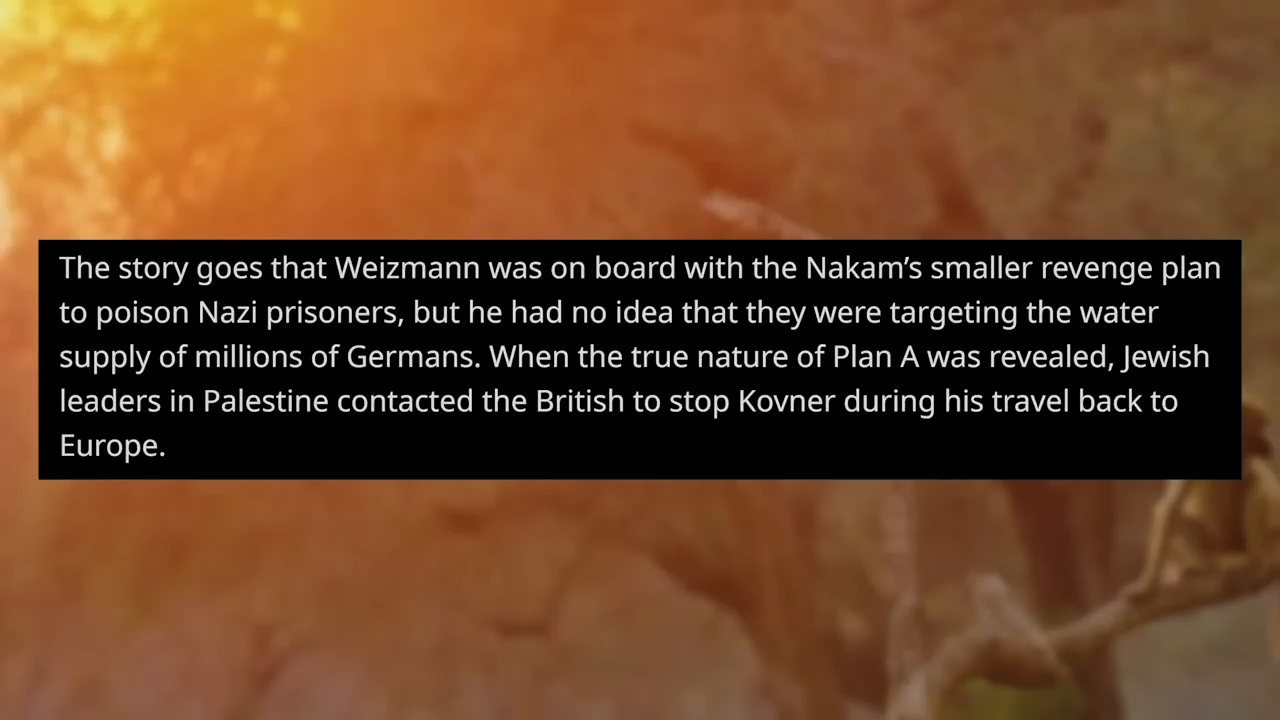 The story goes that Weizmann was on board with the Nakam’s smaller revenge plan
to poison Nazi prisoners, but he had no idea that they were targeting the water
supply of millions of Germans. When the true nature of Plan A was revealed, Jewish
leaders in Palestine contacted the British to stop Kovner during his travel back to
Europe.